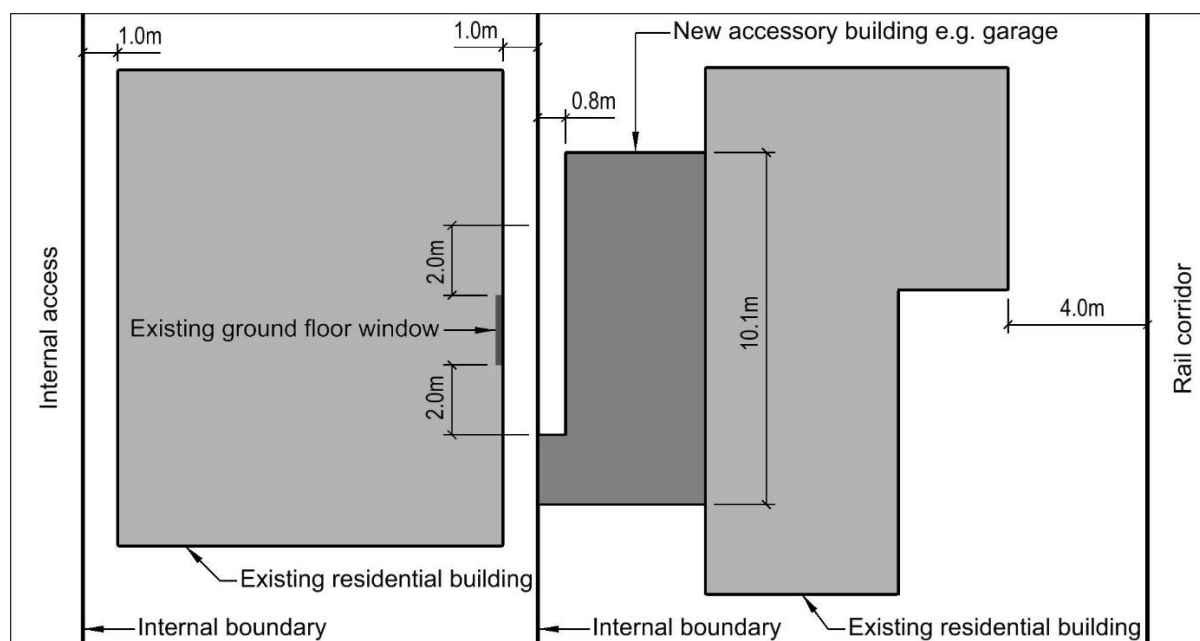 1.0m
1.0m
New accessory building e.g. garage
0.8m
Internal access
2.0m
Existing ground floor window
2.0m
10.1m
4.0m
Rail corridor
Existing residential building
Internal boundary
Internal boundary
Existing residential building